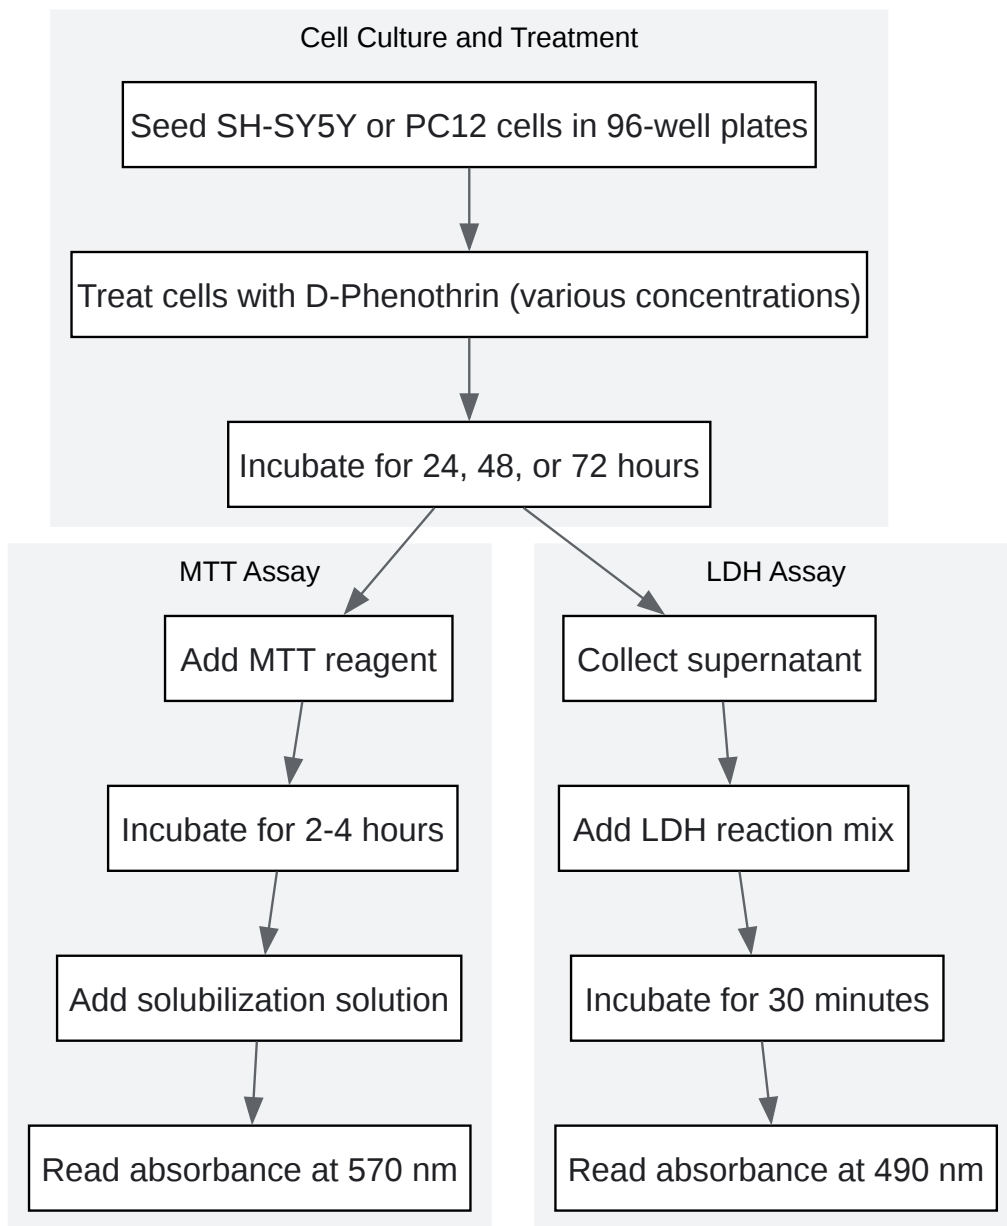 Cell Culture and Treatment
Seed SH-SY5Y or PC12 cells in 96-well plates
Treat cells with D-Phenothrin (various concentrations)
Incubate for 24, 48, or 72 hours
MTT Assay
Add MTT reagent
Incubate for 2-4 hours
Add solubilization solution
Read absorbance at 570 nm
LDH Assay
Collect supernatant
Add LDH reaction mix
Incubate for 30 minutes
Read absorbance at 490 nm